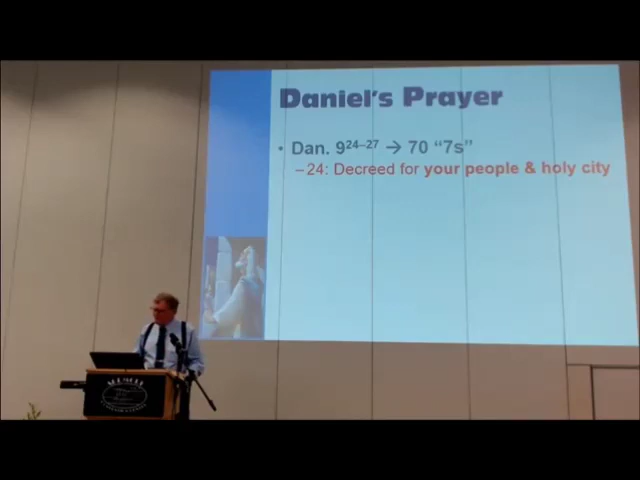 Daniel's Prayer
• Dan. 9²⁴⁻²⁷ → 70 "7s"
–24: Decreed for your people & holy city